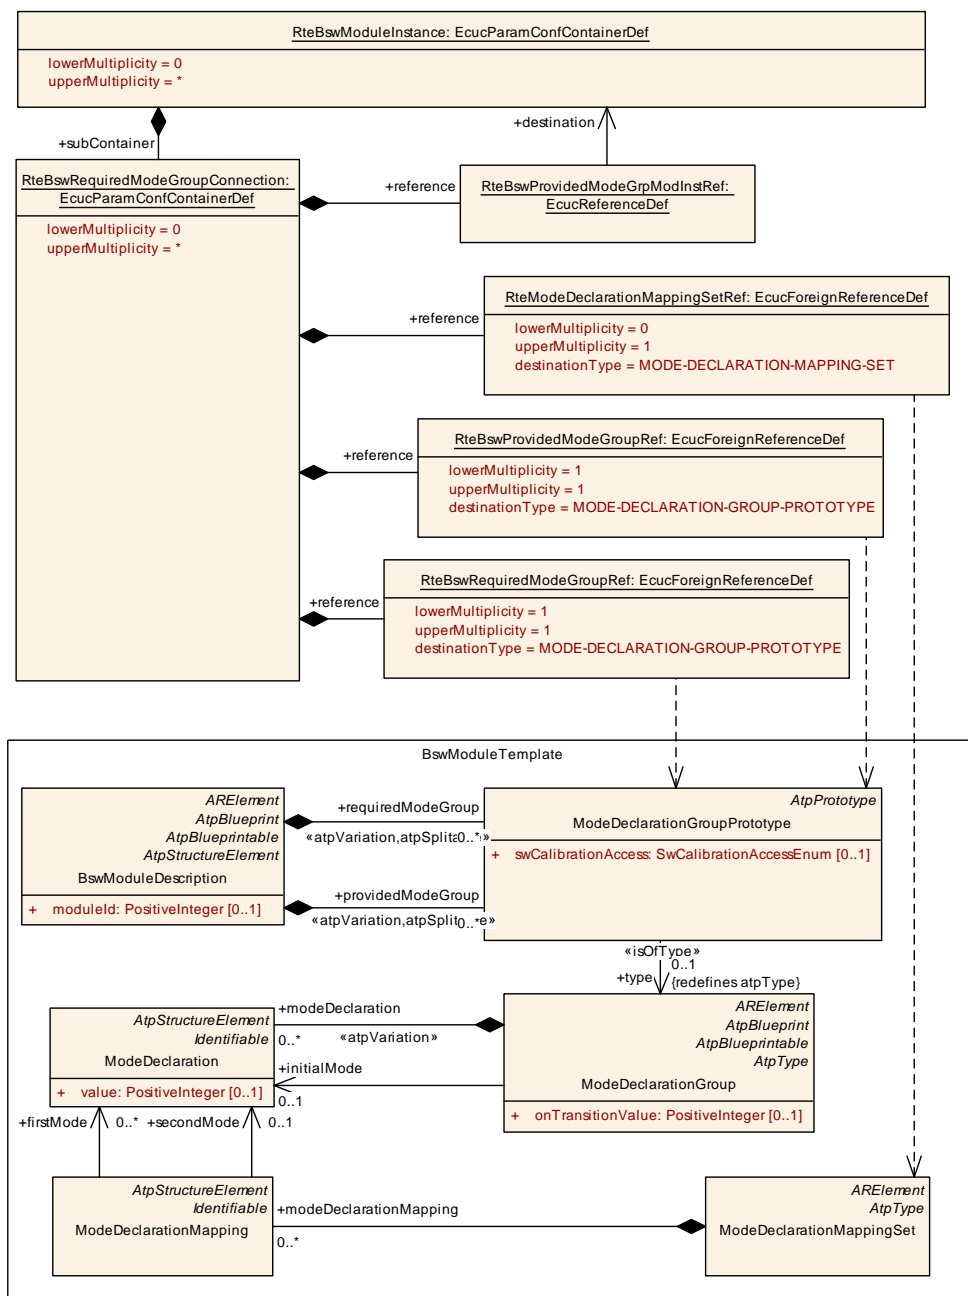 RteBswModuleInstance: EcucParamConfContainerDef
lowerMultiplicity = 0
upperMultiplicity = *
+subContainer
+destination
RteBswRequiredModeGroupConnection:
EcucParamConfContainerDef
lowerMultiplicity = 0
upperMultiplicity = *
+reference
RteBswProvidedModeGrpModInstRef:
EcucReferenceDef
+reference
RteModeDeclarationMappingSetRef: EcucForeignReferenceDef
lowerMultiplicity = 0
upperMultiplicity = 1
destinationType = MODE-DECLARATION-MAPPING-SET
+reference
RteBswProvidedModeGroupRef: EcucForeignReferenceDef
lowerMultiplicity = 1
upperMultiplicity = 1
destinationType = MODE-DECLARATION-GROUP-PROTOTYPE
+reference
RteBswRequiredModeGroupRef: EcucForeignReferenceDef
lowerMultiplicity = 1
upperMultiplicity = 1
destinationType = MODE-DECLARATION-GROUP-PROTOTYPE
BswModuleTemplate
ARElement
AtpBlueprint
AtpBlueprintable
AtpStructureElement
BswModuleDescription
+ moduleId: PositiveInteger [0..1]
+requiredModeGroup
«atpVariation,atpSplita 0..* »
+providedModeGroup
«atpVariation,atpSplit 0..* e»
AtpPrototype
ModeDeclarationGroupPrototype
+ swCalibrationAccess: SwCalibrationAccessEnum [0..1]
«isOfType»
0..1
+type
{redefines atpType}
AtpStructureElement
Identifiable
ModeDeclaration
+ value: PositiveInteger [0..1]
+modeDeclaration
0..*
«atpVariation»
+initialMode
0..1
ARElement
AtpBlueprint
AtpBlueprintable
AtpType
ModeDeclarationGroup
+ onTransitionValue: PositiveInteger [0..1]
+firstMode 0..*
+secondMode 0..1
AtpStructureElement
Identifiable
ModeDeclarationMapping
+modeDeclarationMapping
0..*
ARElement
AtpType
ModeDeclarationMappingSet